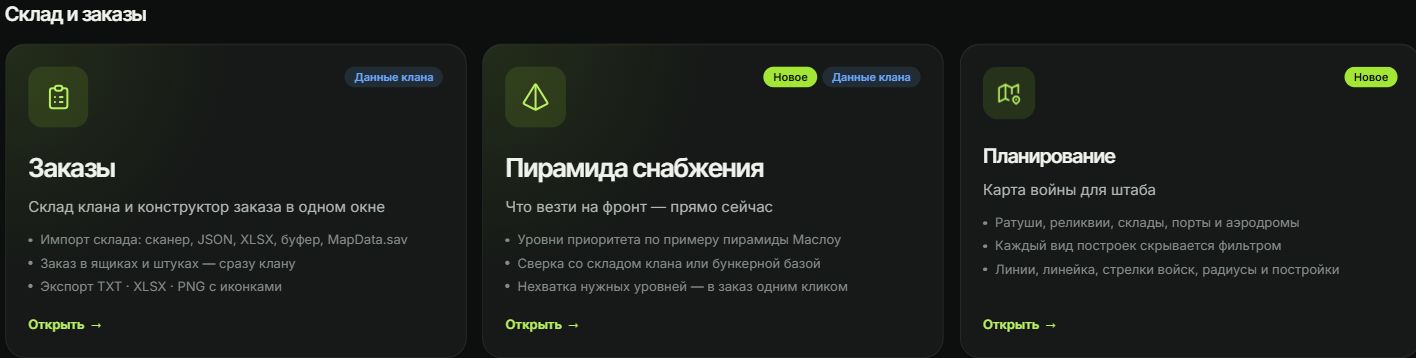 Склад и заказы
Данные клана
Заказы
Склад клана и конструктор заказа в одном окне
• Импорт склада: сканер, JSON, XLSX, буфер, MapData.sav
• Заказ в ящиках и штуках — сразу клану
• Экспорт TXT · XLSX · PNG с иконками
Открыть →
Новое
Данные клана
Пирамида снабжения
Что везти на фронт — прямо сейчас
• Уровни приоритета по примеру пирамиды Маслоу
• Сверка со складом клана или бункерной базой
• Нехватка нужных уровней — в заказ одним кликом
Открыть →
Новое
Планирование
Карта войны для штаба
• Ратуши, реликвии, склады, порты и аэродромы
• Каждый вид построек скрывается фильтром
• Линии, линейка, стрелки войск, радиусы и постройки
Открыть →